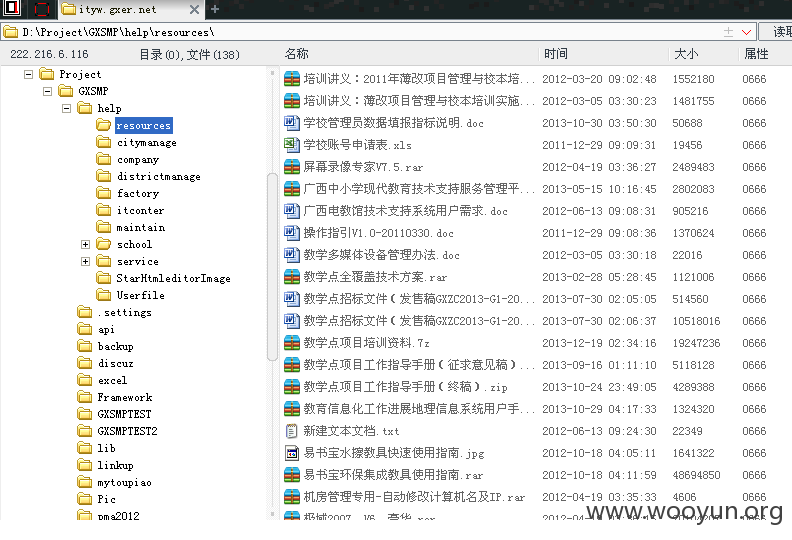 ityw.gxer.net
D:\Project\GXSMP\help\resources\
读取
222.216.6.116 目录(0),文件(138) 名称 时间 大小 属性
Project
GXSMP
help
resources
citymanage
company
districtmanage
factory
itconter
maintain
school
service
StarHtmleditorImage
Userfile
.settings
api
backup
discuz
excel
Framework
GXSMPTEST
GXSMPTEST2
lib
linkup
mytoupiao
Pic
pma2012
培训讲义：2011年薄改项目管理与校本培... 2012-03-20 09:02:48 1552180 0666
培训讲义：薄改项目管理与校本培训实施... 2012-03-05 03:30:23 1481755 0666
学校管理员数据填报指标说明.doc 2013-10-30 03:50:30 50688 0666
学校账号申请表.xls 2011-12-29 09:09:31 19456 0666
屏幕录像专家V7.5.rar 2012-04-19 03:36:27 2489483 0666
广西中小学现代教育技术支持服务管理平... 2013-05-15 10:16:45 2802083 0666
广西电教馆技术支持系统用户需求.doc 2012-06-13 09:08:31 905216 0666
操作指引V1.0-20110330.doc 2011-12-29 09:08:36 1370624 0666
教学多媒体设备管理办法.doc 2012-03-05 03:30:18 22016 0666
教学点全覆盖技术方案.rar 2013-02-28 05:28:45 1121006 0666
教学点招标文件（发售稿GXZC2013-G1-20... 2013-07-30 02:05:05 514560 0666
教学点招标文件（发售稿GXZC2013-G1-20... 2013-07-30 02:06:37 10518016 0666
教学点项目培训资料.7z 2013-12-19 02:34:16 19247236 0666
教学点项目工作指导手册（征求意见稿）... 2013-09-16 01:11:10 5118128 0666
教学点项目工作指导手册（终稿）.zip 2013-10-24 23:49:05 4289388 0666
教育信息化工作进展地理信息系统用户手... 2013-10-29 04:17:33 1324320 0666
新建文本文档.txt 2012-06-13 09:24:30 22349 0666
易书宝水擦教具快速使用指南.jpg 2012-10-18 04:05:11 1641322 0666
易书宝环保集成教具使用指南.rar 2012-10-18 04:11:59 48694850 0666
机房管理专用-自动修改计算机名及IP.rar 2012-04-19 03:35:33 4606 0666
极域2007 V6 豪华.rar
www.wooyun.org